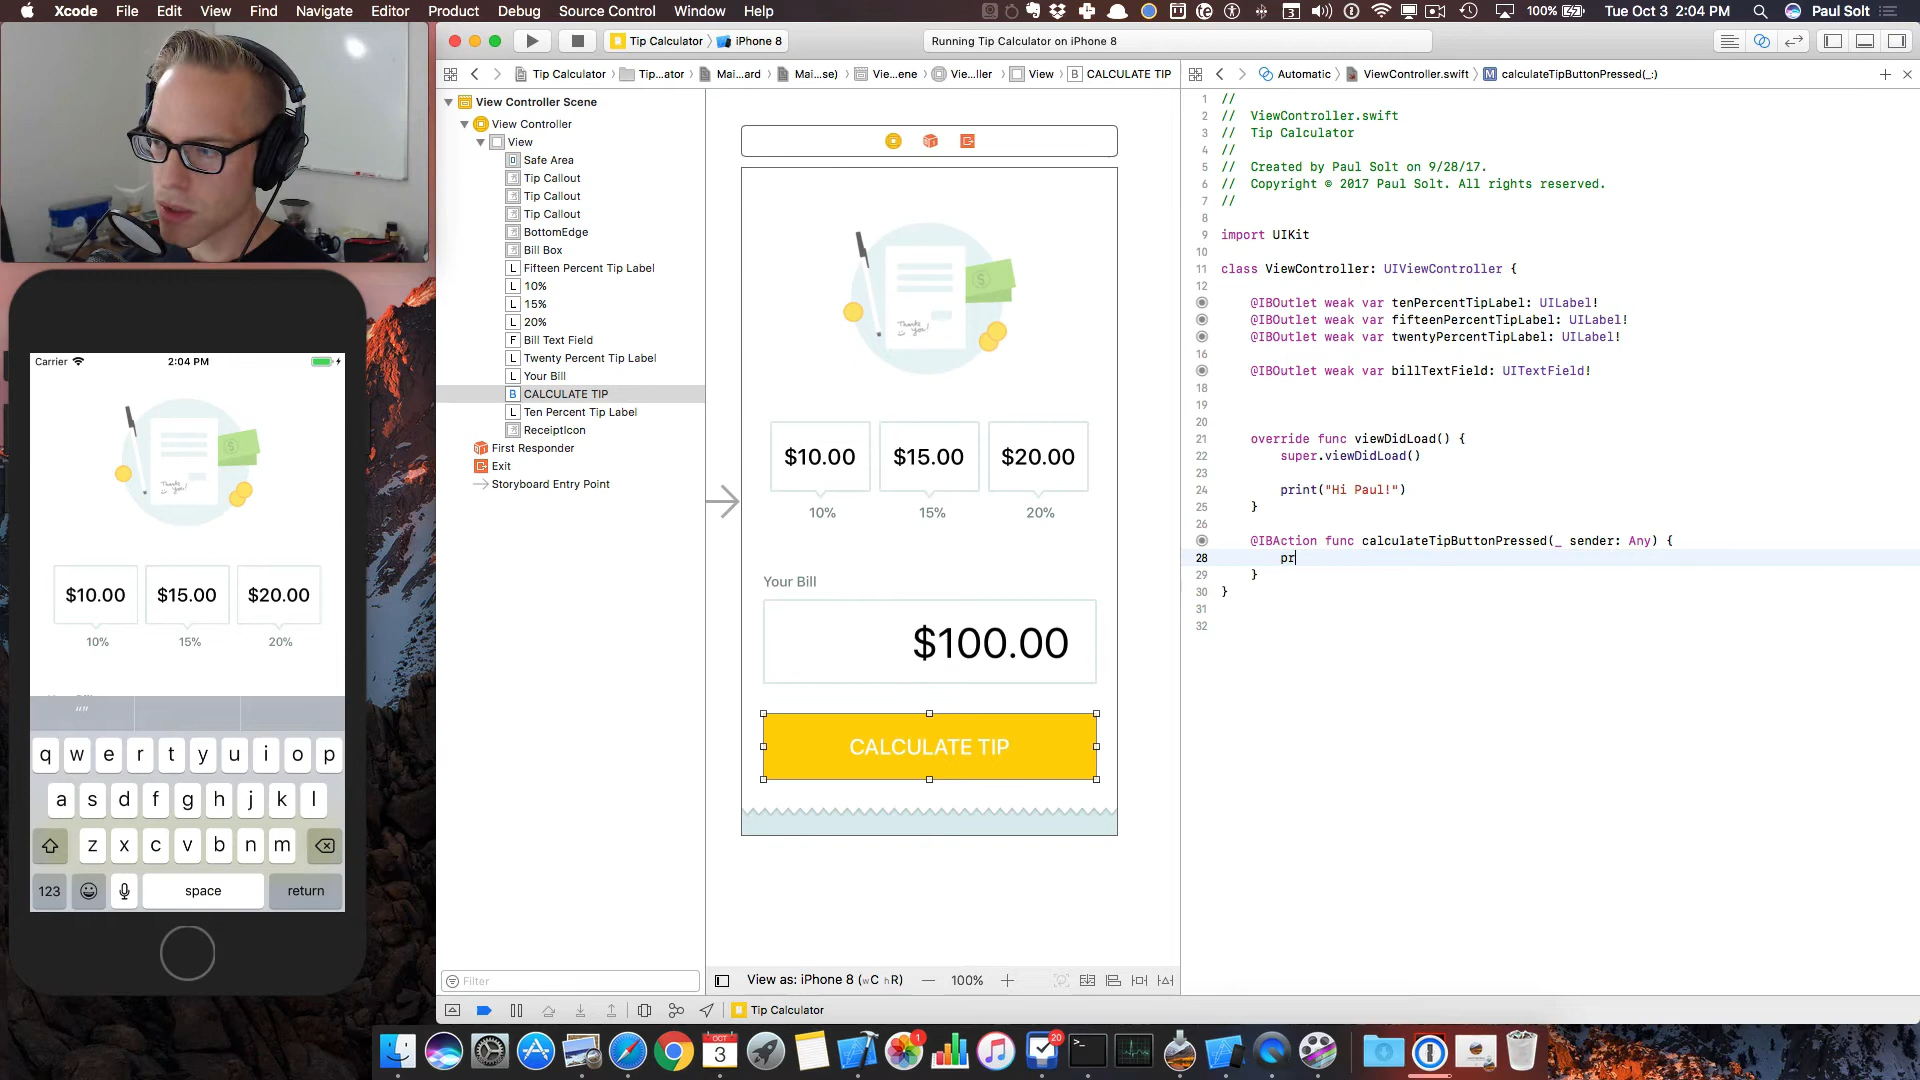 Xcode File Edit View Find Navigate Editor Product Debug Source Control Window Help
100% Tue Oct 3 2:04 PM Paul Solt
Tip Calculator iPhone 8
Running Tip Calculator on iPhone 8
Tip Calculator Tip...ator Mai...ard Mai...se) Vie...ene Vie...ller View B CALCULATE TIP
Automatic ViewController.swift M calculateTipButtonPressed(_:)
View Controller Scene
View Controller
View
Safe Area
Tip Callout
Tip Callout
Tip Callout
BottomEdge
Bill Box
L Fifteen Percent Tip Label
L 10%
L 15%
L 20%
F Bill Text Field
L Twenty Percent Tip Label
L Your Bill
B CALCULATE TIP
L Ten Percent Tip Label
ReceiptIcon
First Responder
Exit
Storyboard Entry Point
Filter
Thanks you!
$10.00 $15.00 $20.00
10% 15% 20%
Your Bill
$100.00
CALCULATE TIP
View as: iPhone 8 (wC hR) 100%
Tip Calculator
1 //
2 // ViewController.swift
3 // Tip Calculator
4 //
5 // Created by Paul Solt on 9/28/17.
6 // Copyright © 2017 Paul Solt. All rights reserved.
7 //
8
9 import UIKit
10
11 class ViewController: UIViewController {
12
@IBOutlet weak var tenPercentTipLabel: UILabel!
@IBOutlet weak var fifteenPercentTipLabel: UILabel!
@IBOutlet weak var twentyPercentTipLabel: UILabel!
16
@IBOutlet weak var billTextField: UITextField!
18
19
20
21 override func viewDidLoad() {
22 super.viewDidLoad()
23
24 print("Hi Paul!")
25 }
26
@IBAction func calculateTipButtonPressed(_ sender: Any) {
28 pr
29 }
30 }
31
32
Carrier 2:04 PM
Thanks you!
$10.00 $15.00 $20.00
10% 15% 20%
“”
q w e r t y u i o p
a s d f g h j k l
z x c v b n m
123 space return
OCT
3
1
20